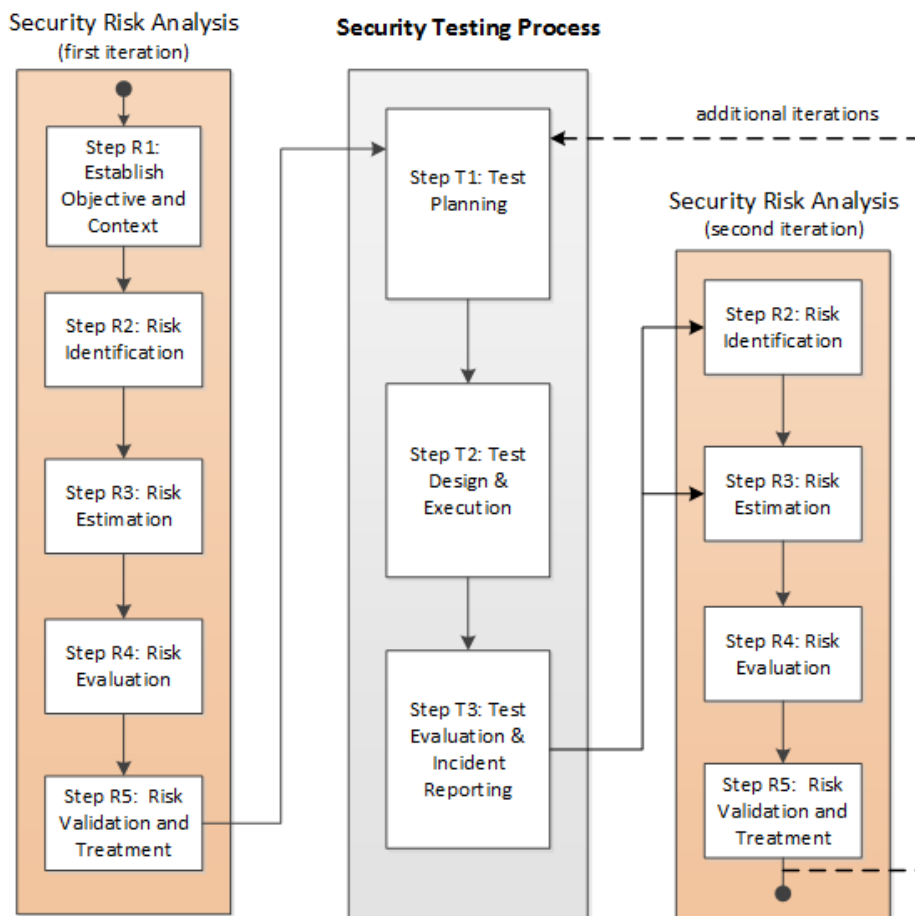 Security Risk Analysis
(first iteration)
Step R1:
Establish
Objective and
Context
Step R2: Risk
Identification
Step R3: Risk
Estimation
Step R4: Risk
Evaluation
Step R5:  Risk
Validation and
Treatment
Security Testing Process
Step T1: Test
Planning
Step T2: Test
Design &
Execution
Step T3: Test
Evaluation &
Incident
Reporting
additional iterations
Security Risk Analysis
(second iteration)
Step R2: Risk
Identification
Step R3: Risk
Estimation
Step R4: Risk
Evaluation
Step R5:  Risk
Validation and
Treatment